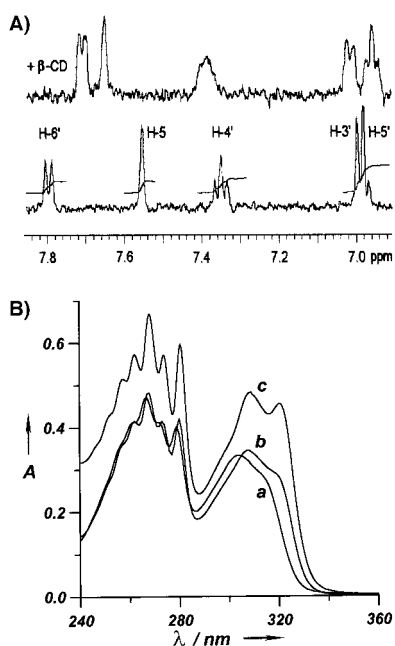 A)
+ β-CD
H-6' H-5 H-4' H-3' H-5'
7.8 7.6 7.4 7.2 7.0 ppm
B)
0.6
c
0.4
A
b
0.2
a
0.0
240 280 320 360
λ / nm